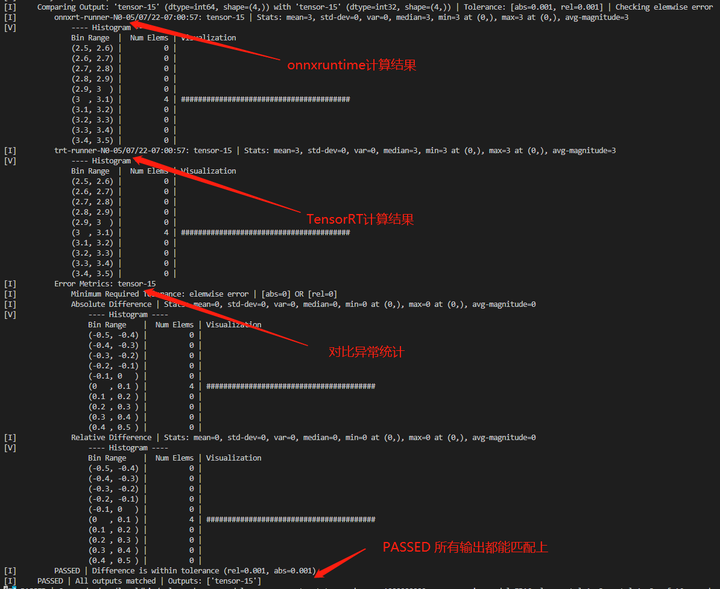 [I]     Comparing Output: 'tensor-15' (dtype=int64, shape=(4,)) with 'tensor-15' (dtype=int32, shape=(4,)) | Tolerance: [abs=0.001, rel=0.001] | Checking elemwise error
[I]         onnxrt-runner-N0-05/07/22-07:00:57: tensor-15 | Stats: mean=3, std-dev=0, var=0, median=3, min=3 at (0,), max=3 at (0,), avg-magnitude=3
[V]             ---- Histogram
Bin Range | Num Elems | Visualization
(2.5, 2.6) | 0 |
(2.6, 2.7) | 0 |
onnxruntime计算结果
(2.7, 2.8) | 0 |
(2.8, 2.9) | 0 |
(2.9, 3 ) | 0 |
(3 , 3.1) | 4 | ########################################
(3.1, 3.2) | 0 |
(3.2, 3.3) | 0 |
(3.3, 3.4) | 0 |
(3.4, 3.5) | 0 |
[I]         trt-runner-N0-05/07/22-07:00:57: tensor-15 | Stats: mean=3, std-dev=0, var=0, median=3, min=3 at (0,), max=3 at (0,), avg-magnitude=3
[V]             ---- Histogram
Bin Range | Num Elems | Visualization
(2.5, 2.6) | 0 |
(2.6, 2.7) | 0 |
(2.7, 2.8) | 0 |
(2.8, 2.9) | 0 |
TensorRT计算结果
(2.9, 3 ) | 0 |
(3 , 3.1) | 4 | ########################################
(3.1, 3.2) | 0 |
(3.2, 3.3) | 0 |
(3.3, 3.4) | 0 |
(3.4, 3.5) | 0 |
[I]         Error Metrics: tensor-15
[I]             Minimum Required Tolerance: elemwise error | [abs=0] OR [rel=0]
[I]             Absolute Difference | Stats: mean=0, std-dev=0, var=0, median=0, min=0 at (0,), max=0 at (0,), avg-magnitude=0
[V]                 ---- Histogram ----
Bin Range | Num Elems | Visualization
(-0.5, -0.4) | 0 |
(-0.4, -0.3) | 0 |
对比异常统计
(-0.3, -0.2) | 0 |
(-0.2, -0.1) | 0 |
(-0.1, 0 ) | 0 |
(0 , 0.1 ) | 4 | ########################################
(0.1 , 0.2 ) | 0 |
(0.2 , 0.3 ) | 0 |
(0.3 , 0.4 ) | 0 |
(0.4 , 0.5 ) | 0 |
[I]             Relative Difference | Stats: mean=0, std-dev=0, var=0, median=0, min=0 at (0,), max=0 at (0,), avg-magnitude=0
[V]                 ---- Histogram ----
Bin Range | Num Elems | Visualization
(-0.5, -0.4) | 0 |
(-0.4, -0.3) | 0 |
(-0.3, -0.2) | 0 |
(-0.2, -0.1) | 0 |
(-0.1, 0 ) | 0 |
(0 , 0.1 ) | 4 | ########################################
(0.1 , 0.2 ) | 0 |
(0.2 , 0.3 ) | 0 |
PASSED 所有输出都能匹配上
(0.3 , 0.4 ) | 0 |
(0.4 , 0.5 ) | 0 |
[I]         PASSED | Difference is within tolerance (rel=0.001, abs=0.001)
[I]     PASSED | All outputs matched | Outputs: ['tensor-15']